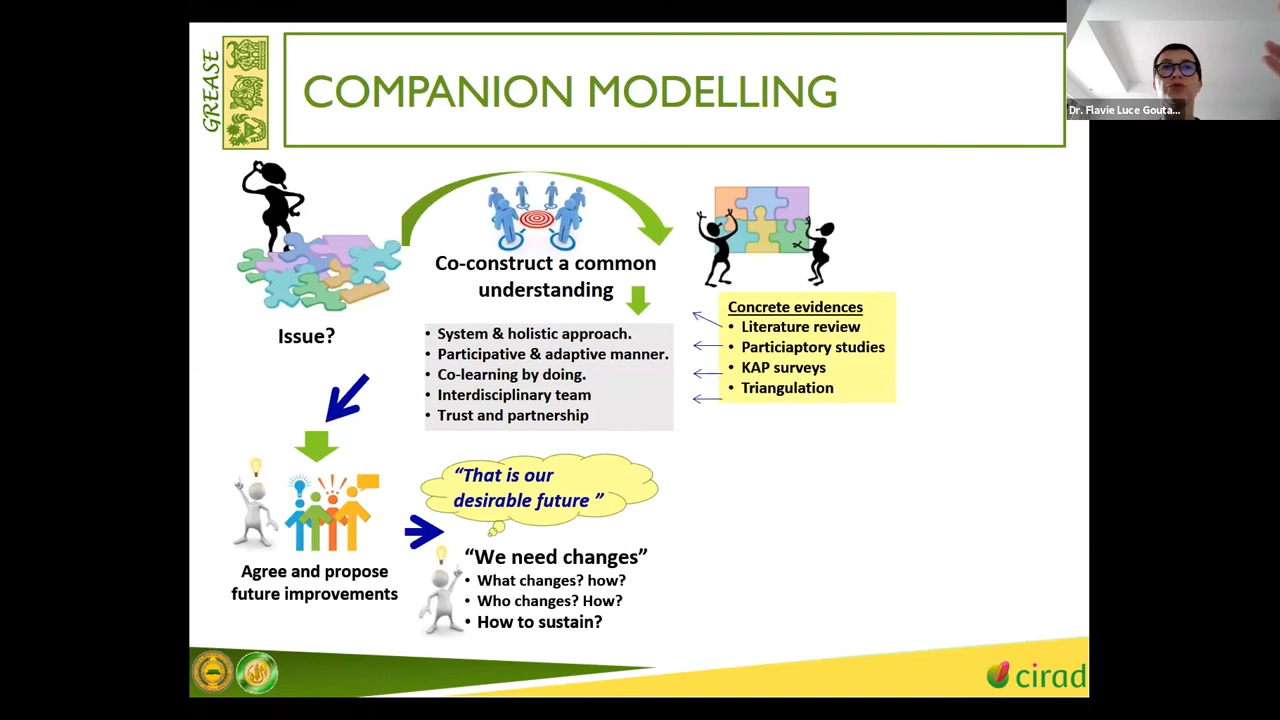 GREASE
COMPANION MODELLING
Dr. Flavie Luce Gouta...
Issue?
Co-construct a common
understanding
• System & holistic approach.
• Participative & adaptive manner.
• Co-learning by doing.
• Interdisciplinary team
• Trust and partnership
Concrete evidences
• Literature review
• Particiaptory studies
• KAP surveys
• Triangulation
Agree and propose
future improvements
“That is our
desirable future ”
“We need changes”
• What changes? how?
• Who changes? How?
• How to sustain?
cirad